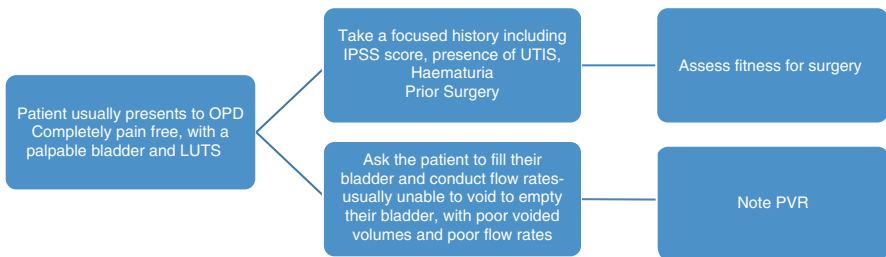 Patient usually presents to OPD
Completely pain free, with a
palpable bladder and LUTS
Take a focused history including
IPSS score, presence of UTIS,
Haematuria
Prior Surgery
Assess fitness for surgery
Ask the patient to fill their
bladder and conduct flow rates-
usually unable to void to empty
their bladder, with poor voided
volumes and poor flow rates
Note PVR